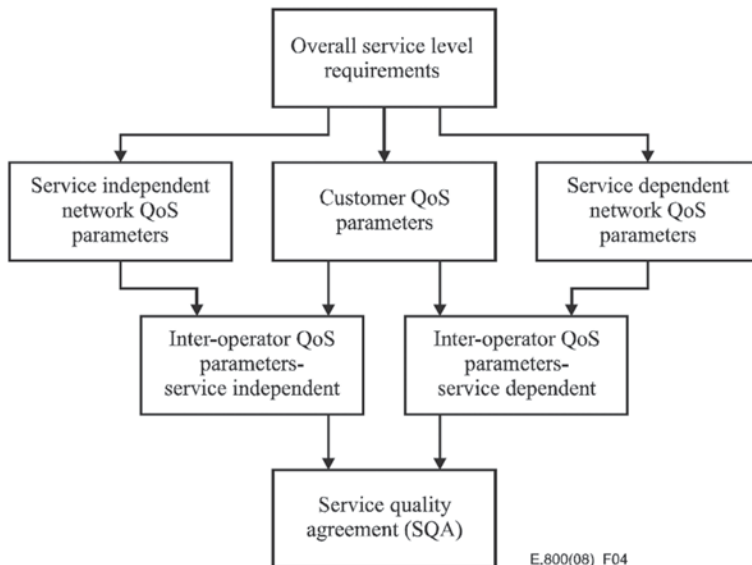 Overall service level
requirements
Service independent
network QoS
parameters
Customer QoS
parameters
Service dependent
network QoS
parameters
Inter-operator QoS
parameters-
service independent
Inter-operator QoS
parameters-
service dependent
Service quality
agreement (SQA)
E.800(08)_F04